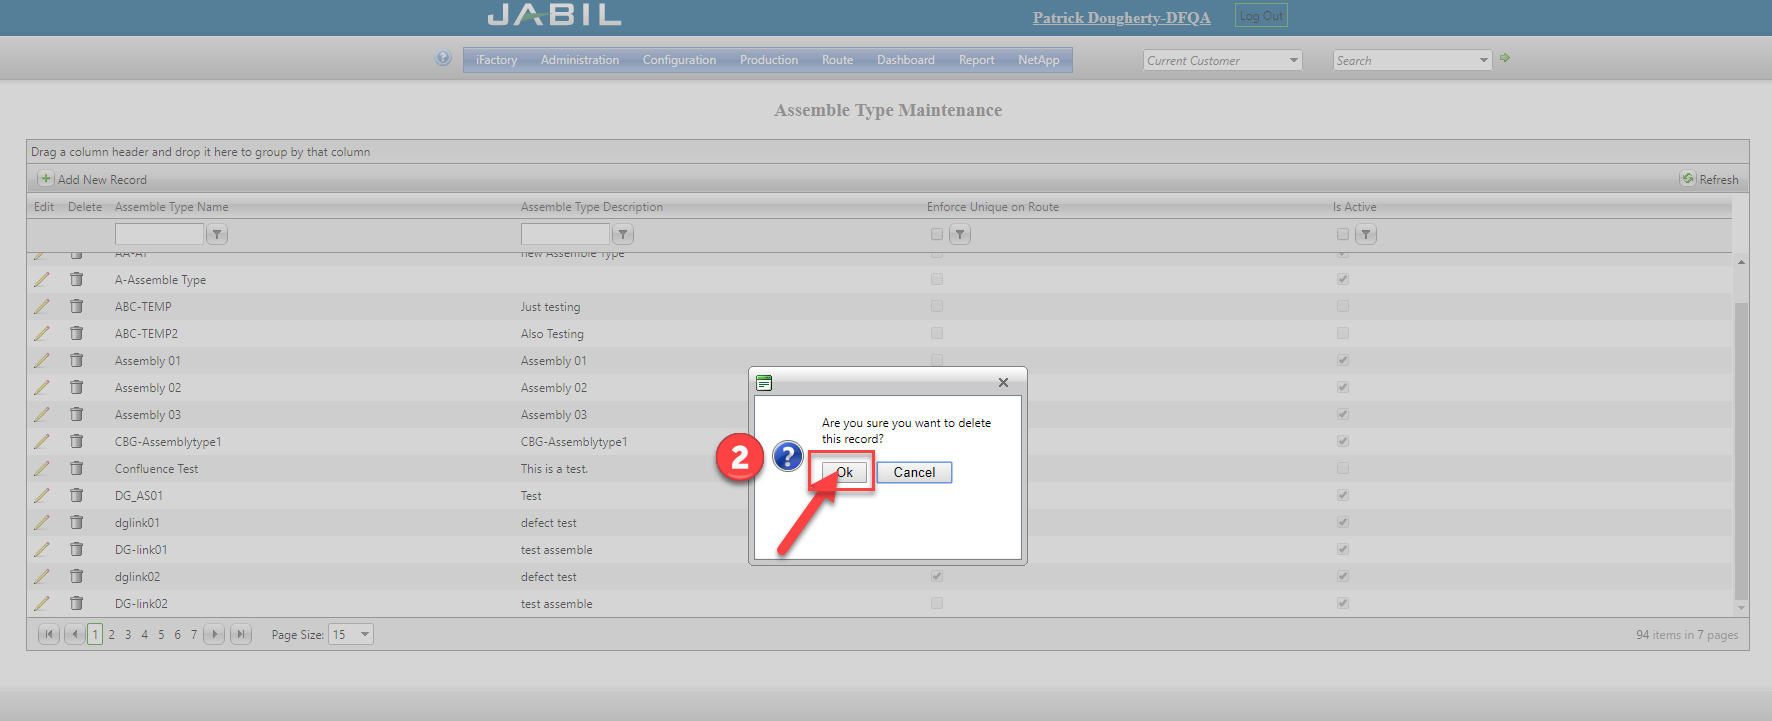 JABIL
Patrick Dougherty-DFQA
Log Out
iFactory Administration Configuration Production Route Dashboard Report NetApp
Current Customer
Search
Assemble Type Maintenance
Drag a column header and drop it here to group by that column
Add New Record
Refresh
Edit Delete Assemble Type Name Assemble Type Description Enforce Unique on Route Is Active
AA-A1 new Assemble Type
A-Assemble Type
ABC-TEMP Just testing
ABC-TEMP2 Also Testing
Assembly 01 Assembly 01
Assembly 02 Assembly 02
Assembly 03 Assembly 03
CBG-Assemblytype1 CBG-Assemblytype1
Confluence Test This is a test.
DG_AS01 Test
dglink01 defect test
DG-link01 test assemble
dglink02 defect test
DG-link02 test assemble
Are you sure you want to delete
this record?
2
?
Ok Cancel
1 2 3 4 5 6 7 Page Size: 15
94 items in 7 pages